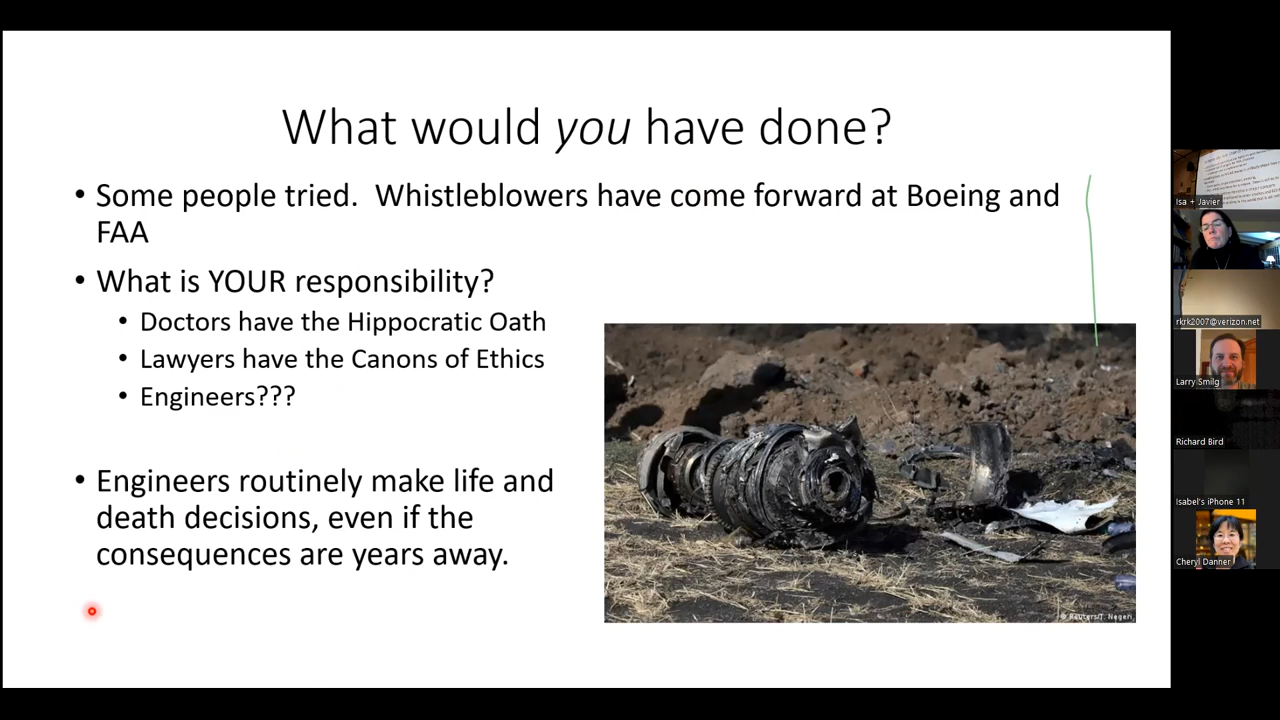 What would you have done?
• Some people tried.  Whistleblowers have come forward at Boeing and
FAA
• What is YOUR responsibility?
• Doctors have the Hippocratic Oath
• Lawyers have the Canons of Ethics
• Engineers???
• Engineers routinely make life and
death decisions, even if the
consequences are years away.
© Reuters/T. Negeri
Isa + Javier
rkrk2007@verizon.net
Larry Smilg
Richard Bird
Isabel's iPhone 11
Cheryl Danner